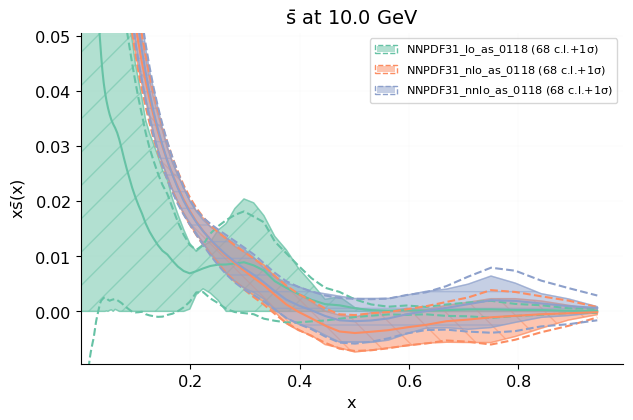 s̄ at 10.0 GeV
NNPDF31_lo_as_0118 (68 c.l.+1σ)
NNPDF31_nlo_as_0118 (68 c.l.+1σ)
NNPDF31_nnlo_as_0118 (68 c.l.+1σ)
0.05
0.04
0.03
0.02
0.01
0.00
xs̄(x)
0.2 0.4 0.6 0.8
x